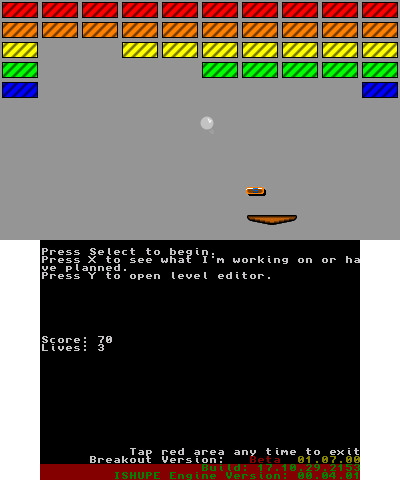 Press Select to begin.
Press X to see what I'm working on or ha
ve planned.
Press Y to open level editor.
Score: 70
Lives: 3
Tap red area any time to exit
Breakout Version: Beta 01.07.00
Build: 17.10.29.2193
ISHUPE Engine Version: 00.04.01